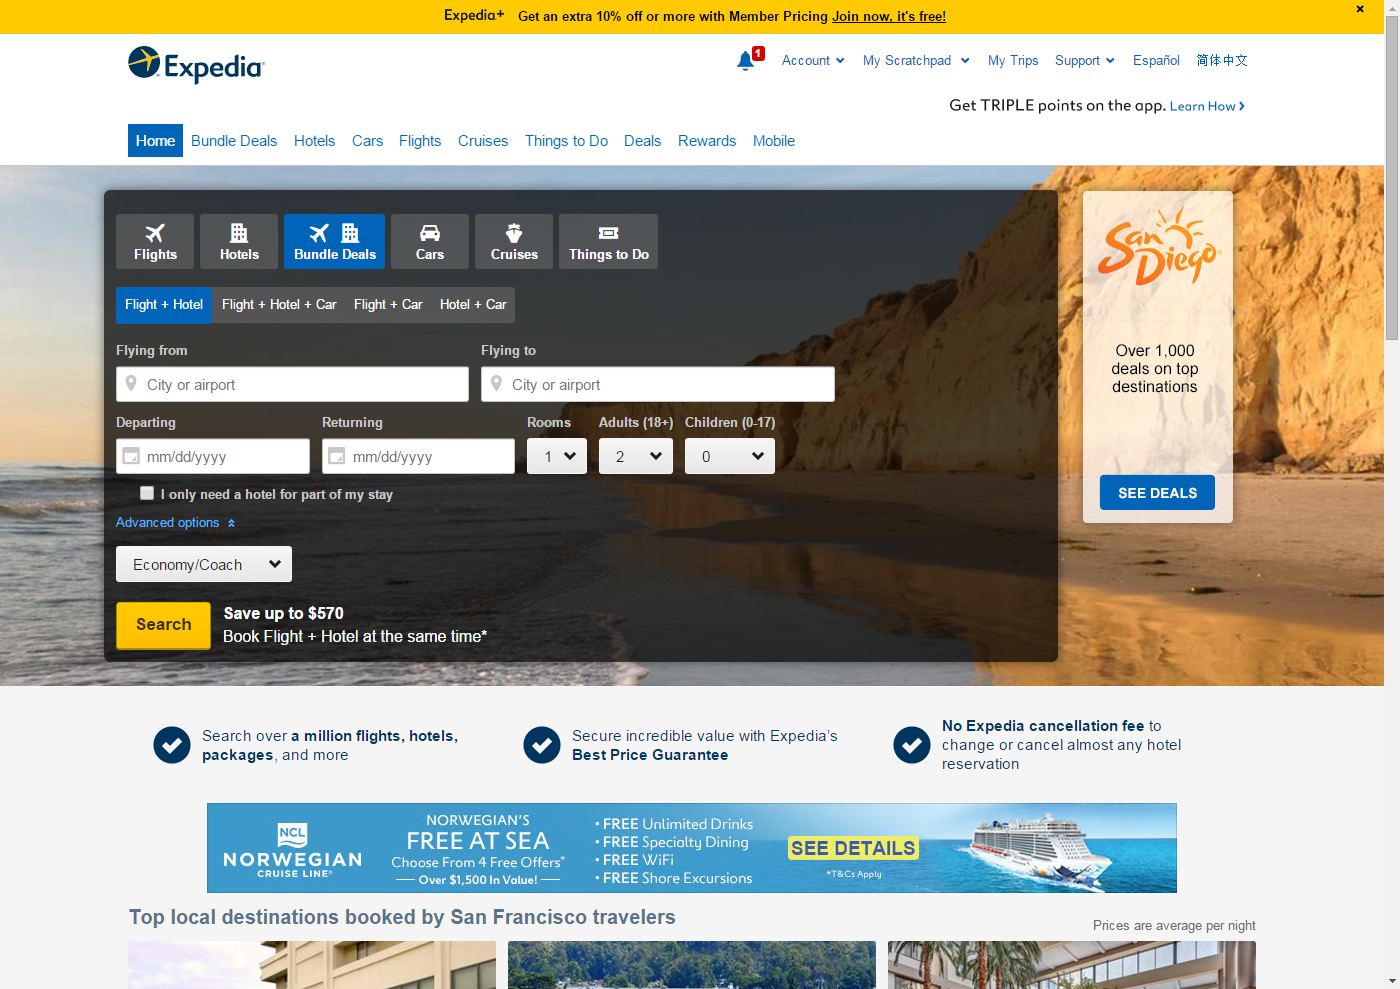 Expedia+ Get an extra 10% off or more with Member Pricing Join now, it's free! ×
Expedia
1 Account My Scratchpad My Trips Support Español 简体中文
Get TRIPLE points on the app. Learn How
Home Bundle Deals Hotels Cars Flights Cruises Things to Do Deals Rewards Mobile
Flights Hotels Bundle Deals Cars Cruises Things to Do
Flight + Hotel Flight + Hotel + Car Flight + Car Hotel + Car
Flying from Flying to
City or airport City or airport
Departing Returning Rooms Adults (18+) Children (0-17)
mm/dd/yyyy mm/dd/yyyy 1 2 0
I only need a hotel for part of my stay
Advanced options
Economy/Coach
Search
Save up to $570
Book Flight + Hotel at the same time*
San Diego
Over 1,000
deals on top
destinations
SEE DEALS
Search over a million flights, hotels,
packages, and more
Secure incredible value with Expedia's
Best Price Guarantee
No Expedia cancellation fee to
change or cancel almost any hotel
reservation
NCL
NORWEGIAN
CRUISE LINE®
NORWEGIAN'S
FREE AT SEA
Choose From 4 Free Offers*
Over $1,500 In Value!
• FREE Unlimited Drinks
• FREE Specialty Dining
• FREE WiFi
• FREE Shore Excursions
SEE DETAILS
*T&Cs Apply
Top local destinations booked by San Francisco travelers
Prices are average per night